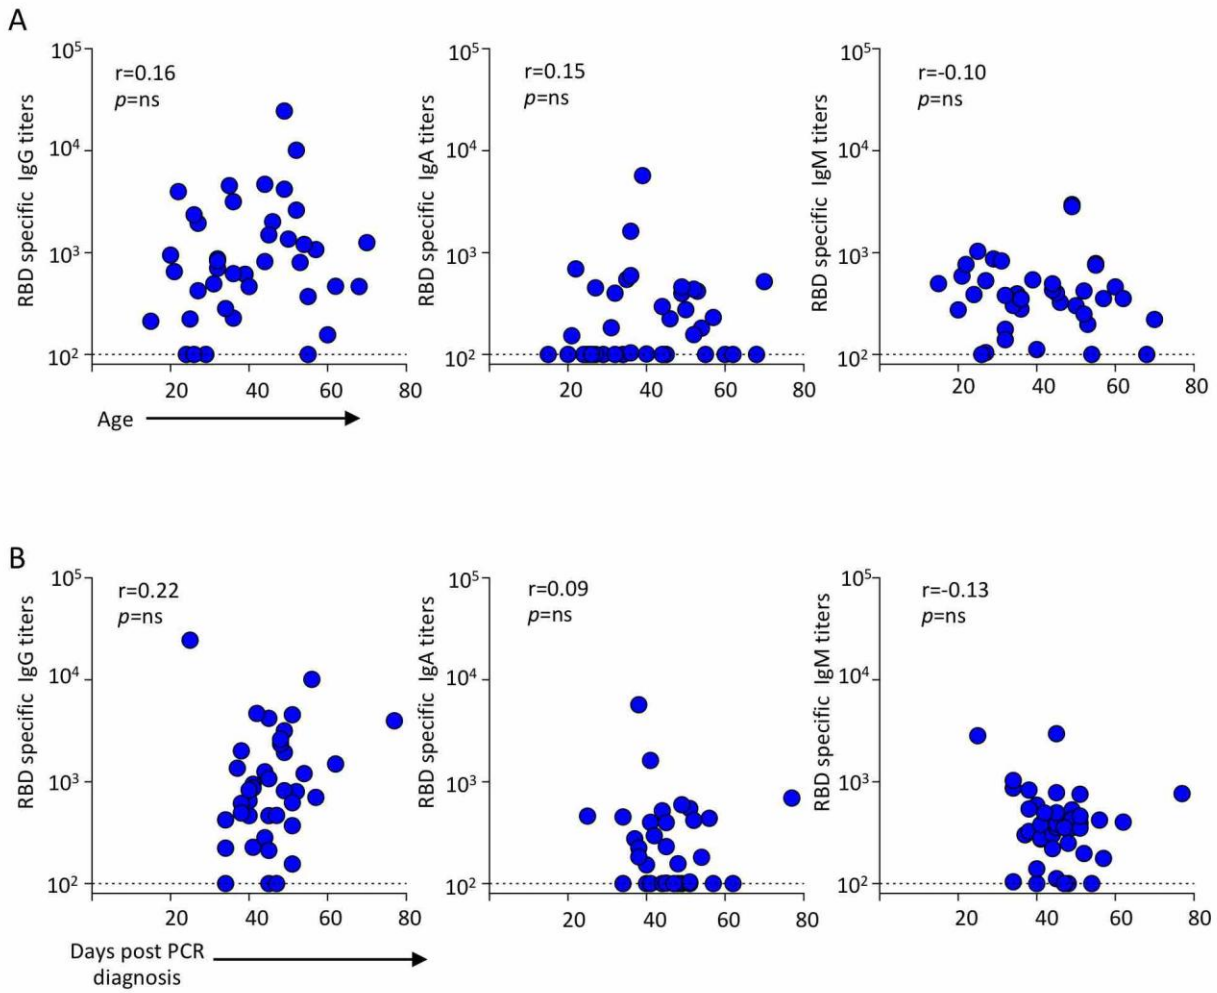 A
r=0.16
p=ns
RBD specific IgG titers
10⁵
10⁴
10³
10²
20 40 60 80
Age
r=0.15
p=ns
RBD specific IgA titers
10⁵
10⁴
10³
10²
20 40 60 80
r=-0.10
p=ns
RBD specific IgM titers
10⁵
10⁴
10³
10²
20 40 60 80
B
r=0.22
p=ns
RBD specific IgG titers
10⁵
10⁴
10³
10²
20 40 60 80
Days post PCR
diagnosis
r=0.09
p=ns
RBD specific IgA titers
10⁵
10⁴
10³
10²
20 40 60 80
r=-0.13
p=ns
RBD specific IgM titers
10⁵
10⁴
10³
10²
20 40 60 80